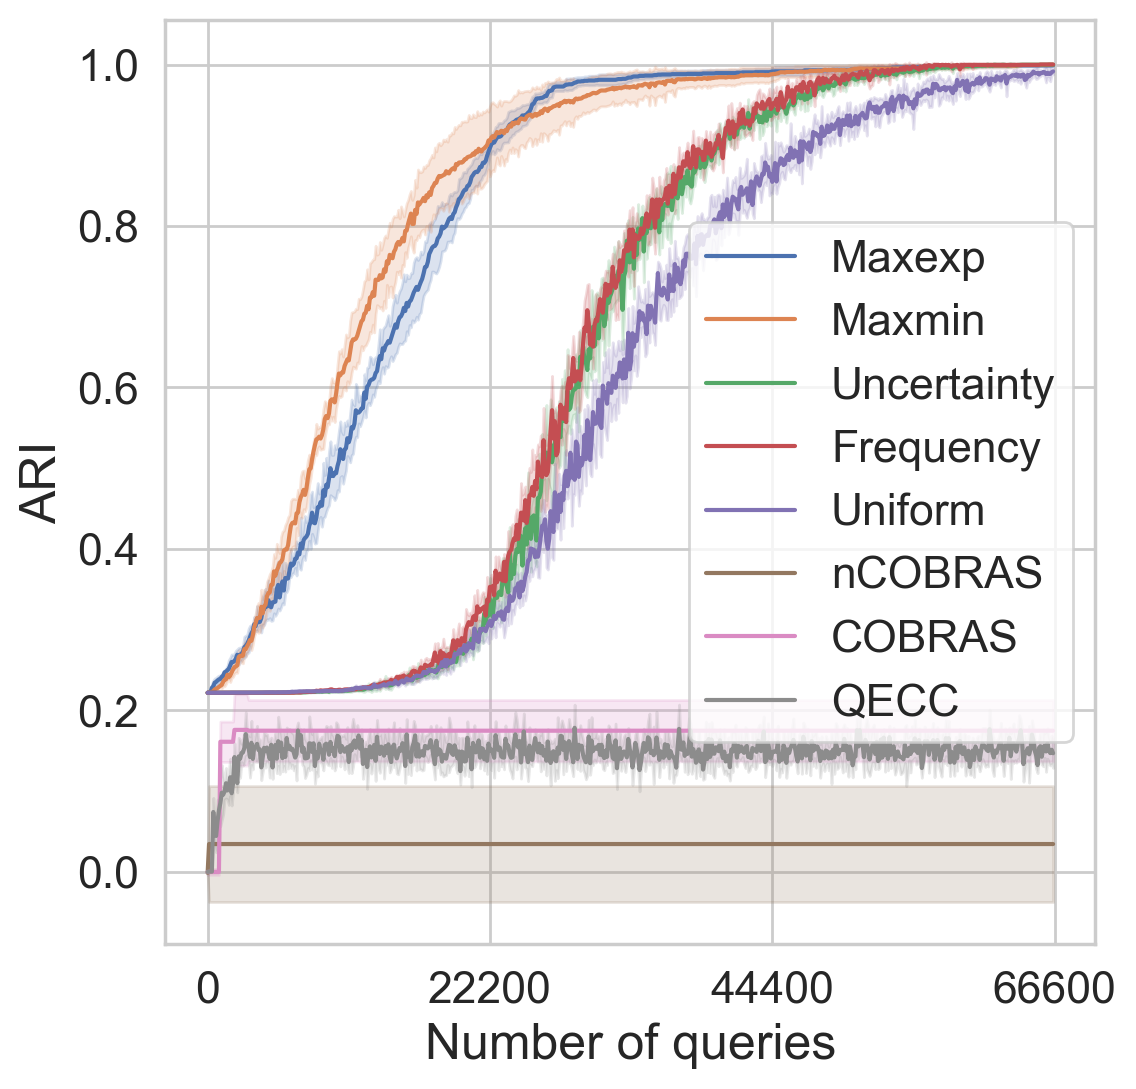 1.0
0.8
0.6
0.4
0.2
0.0
ARI
Maxexp
Maxmin
Uncertainty
Frequency
Uniform
nCOBRAS
COBRAS
QECC
0 22200 44400 66600
Number of queries